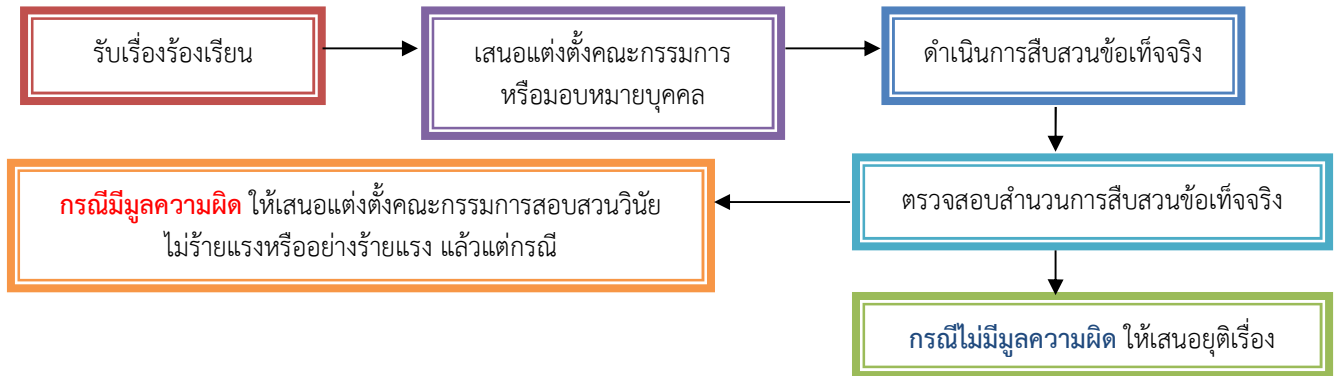 รับเรื่องร้องเรียน
เสนอแต่งตั้งคณะกรรมการ
หรือมอบหมายบุคคล
ดำเนินการสืบสวนข้อเท็จจริง
ตรวจสอบสำนวนการสืบสวนข้อเท็จจริง
กรณีมีมูลความผิด ให้เสนอแต่งตั้งคณะกรรมการสอบสวนวินัย
ไม่ร้ายแรงหรืออย่างร้ายแรง แล้วแต่กรณี
กรณีไม่มีมูลความผิด ให้เสนอยุติเรื่อง